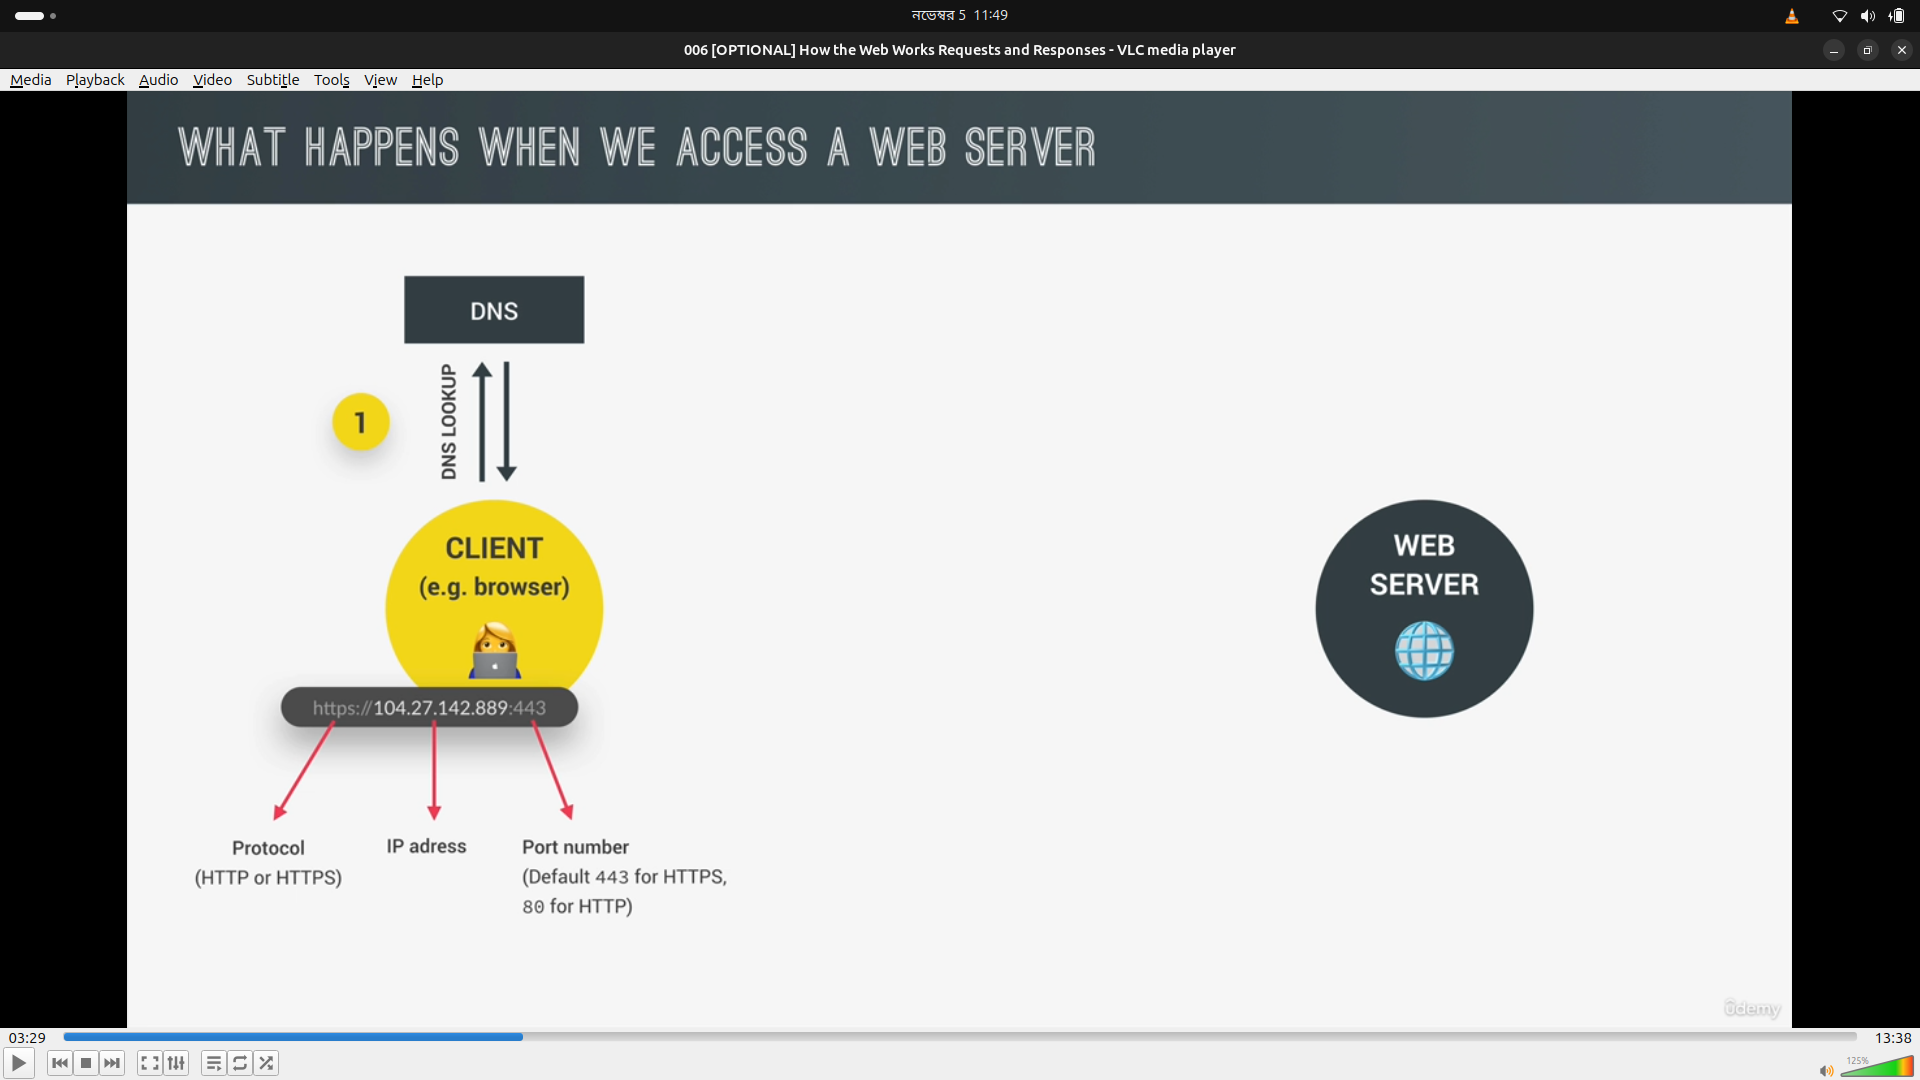 নভেম্বর 5 11:49
006 [OPTIONAL] How the Web Works Requests and Responses - VLC media player
Media Playback Audio Video Subtitle Tools View Help
WHAT HAPPENS WHEN WE ACCESS A WEB SERVER
DNS
DNS LOOKUP
1
CLIENT
(e.g. browser)
WEB
SERVER
https://104.27.142.889:443
Protocol
(HTTP or HTTPS)
IP adress
Port number
(Default 443 for HTTPS,
80 for HTTP)
ûdemy
03:29
13:38
125%